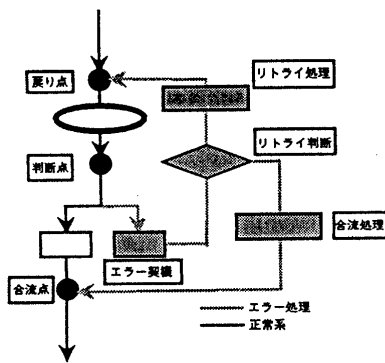 リトライ処理
戻り点
リトライ判断
判断点
合流処理
エラー契機
合流点
エラー処理
正常系